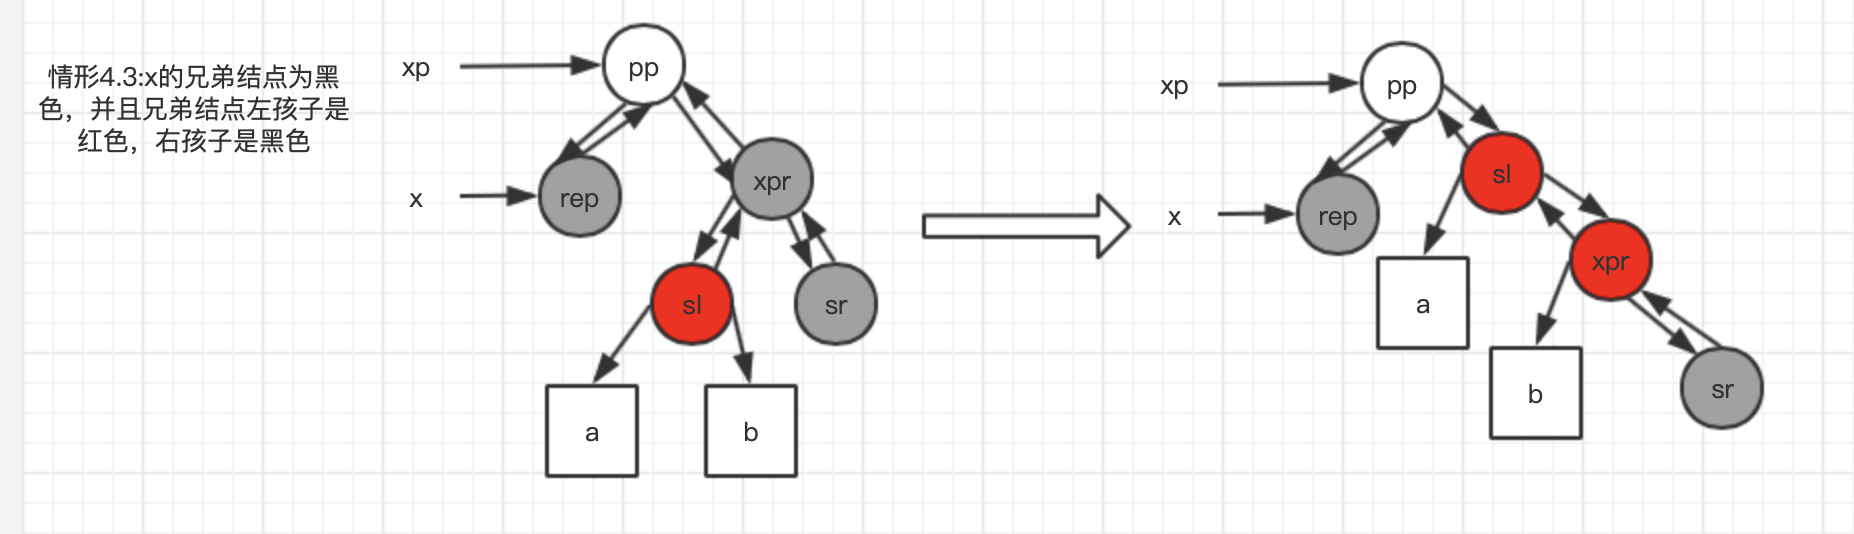 情形4.3:x的兄弟结点为黑
色，并且兄弟结点左孩子是
红色，右孩子是黑色
xp
pp
x
rep
xpr
sl
sr
a
b
xp
pp
x
rep
sl
xpr
a
b
sr